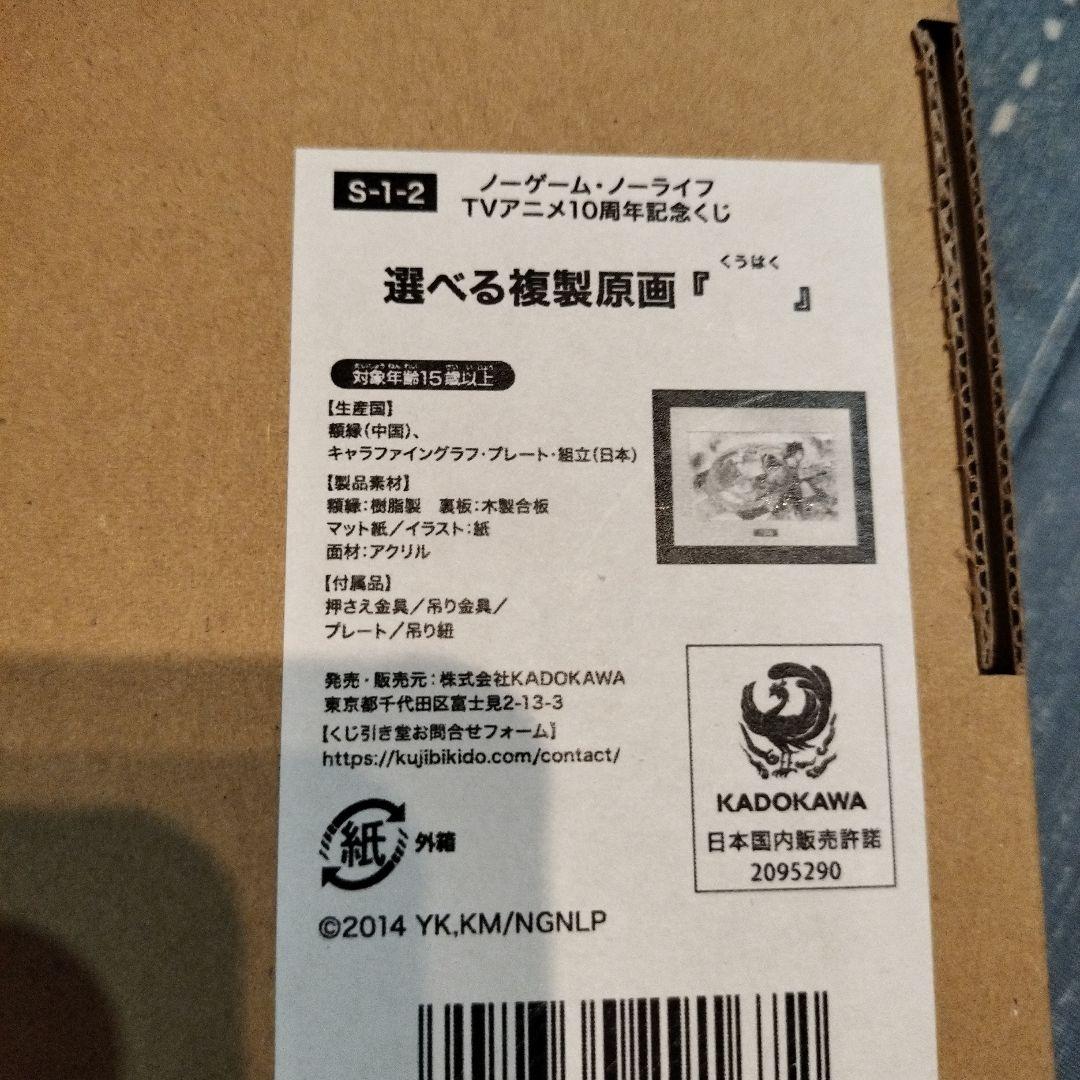 S-1-2
ノーゲーム・ノーライフ
TVアニメ10周年記念くじ
くうはく
選べる複製原画『　　』
対象年齢15歳以上
【生産国】
額縁(中国)、
キャラファイングラフ・プレート・組立(日本)
【製品素材】
額縁:樹脂製　裏板:木製合板
マット紙/イラスト:紙
面材:アクリル
【付属品】
押さえ金具/吊り金具/
プレート/吊り紐
発売・販売元:株式会社KADOKAWA
東京都千代田区富士見2-13-3
【くじ引き堂お問合せフォーム】
https://kujibikido.com/contact/
紙 外箱
©2014 YK,KM/NGNLP
KADOKAWA
日本国内販売許諾
2095290